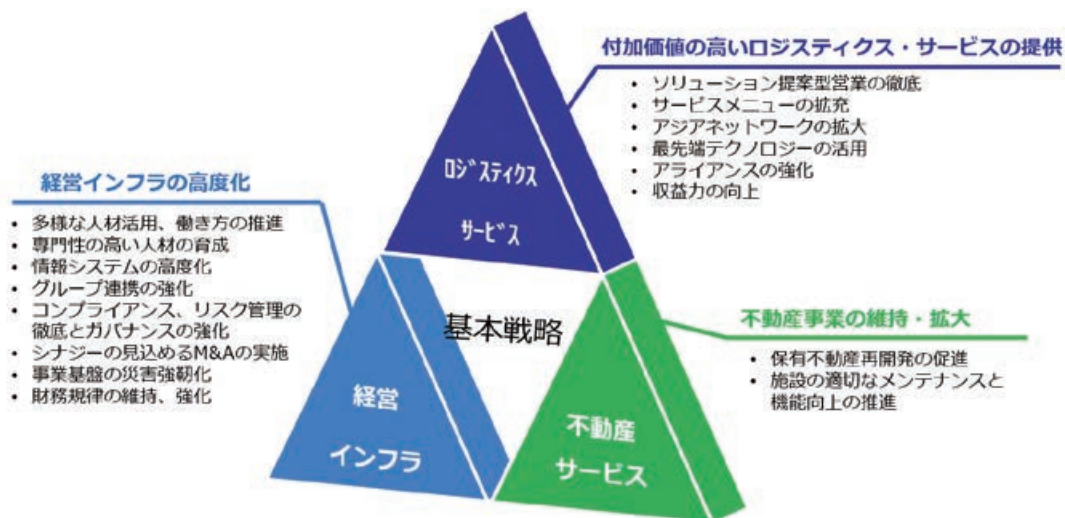 付加価値の高いロジスティクス・サービスの提供
• ソリューション提案型営業の徹底
• サービスメニューの拡充
• アジアネットワークの拡大
• 最先端テクノロジーの活用
• アライアンスの強化
• 収益力の向上
ロジスティクス
サービス
経営インフラの高度化
• 多様な人材活用、働き方の推進
• 専門性の高い人材の育成
• 情報システムの高度化
• グループ連携の強化
• コンプライアンス、リスク管理の
徹底とガバナンスの強化
• シナジーの見込めるM&Aの実施
• 事業基盤の災害強靭化
• 財務規律の維持、強化
基本戦略
経営
インフラ
不動産事業の維持・拡大
• 保有不動産再開発の促進
• 施設の適切なメンテナンスと
機能向上の推進
不動産
サービス